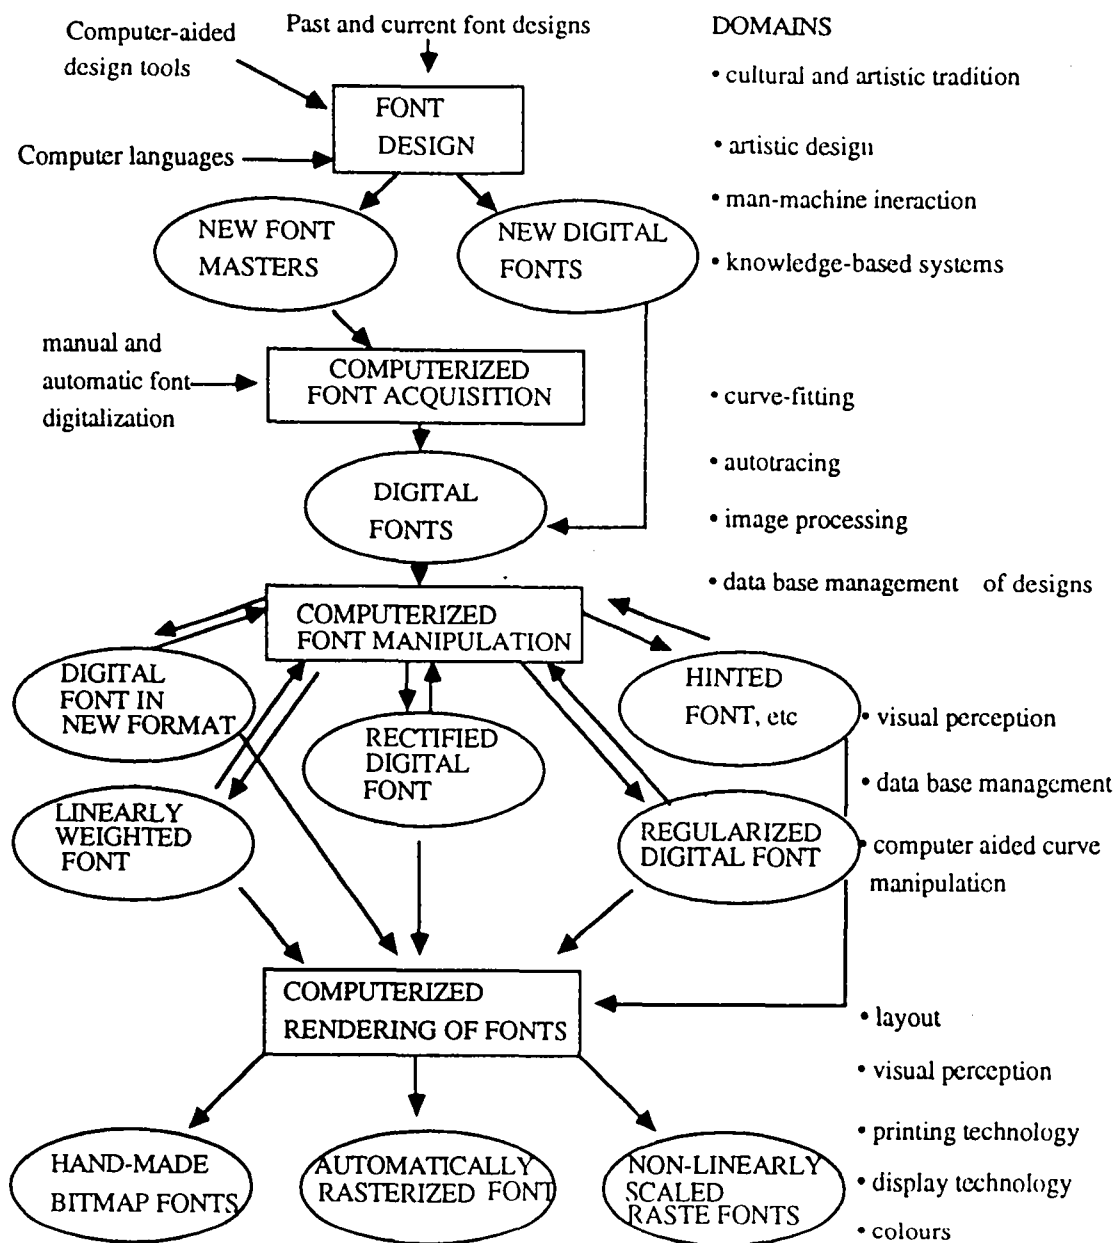 Computer-aided
design tools
Past and current font designs
DOMAINS
• cultural and artistic tradition
FONT
DESIGN
Computer languages
• artistic design
• man-machine ineraction
NEW FONT
MASTERS
NEW DIGITAL
FONTS
• knowledge-based systems
manual and
automatic font
digitalization
COMPUTERIZED
FONT ACQUISITION
• curve-fitting
• autotracing
DIGITAL
FONTS
• image processing
• data base management of designs
COMPUTERIZED
FONT MANIPULATION
DIGITAL
FONT IN
NEW FORMAT
RECTIFIED
DIGITAL
FONT
HINTED
FONT, etc
• visual perception
• data base management
LINEARLY
WEIGHTED
FONT
REGULARIZED
DIGITAL FONT
• computer aided curve
manipulation
COMPUTERIZED
RENDERING OF FONTS
• layout
• visual perception
• printing technology
• display technology
• colours
HAND-MADE
BITMAP FONTS
AUTOMATICALLY
RASTERIZED FONT
NON-LINEARLY
SCALED
RASTE FONTS